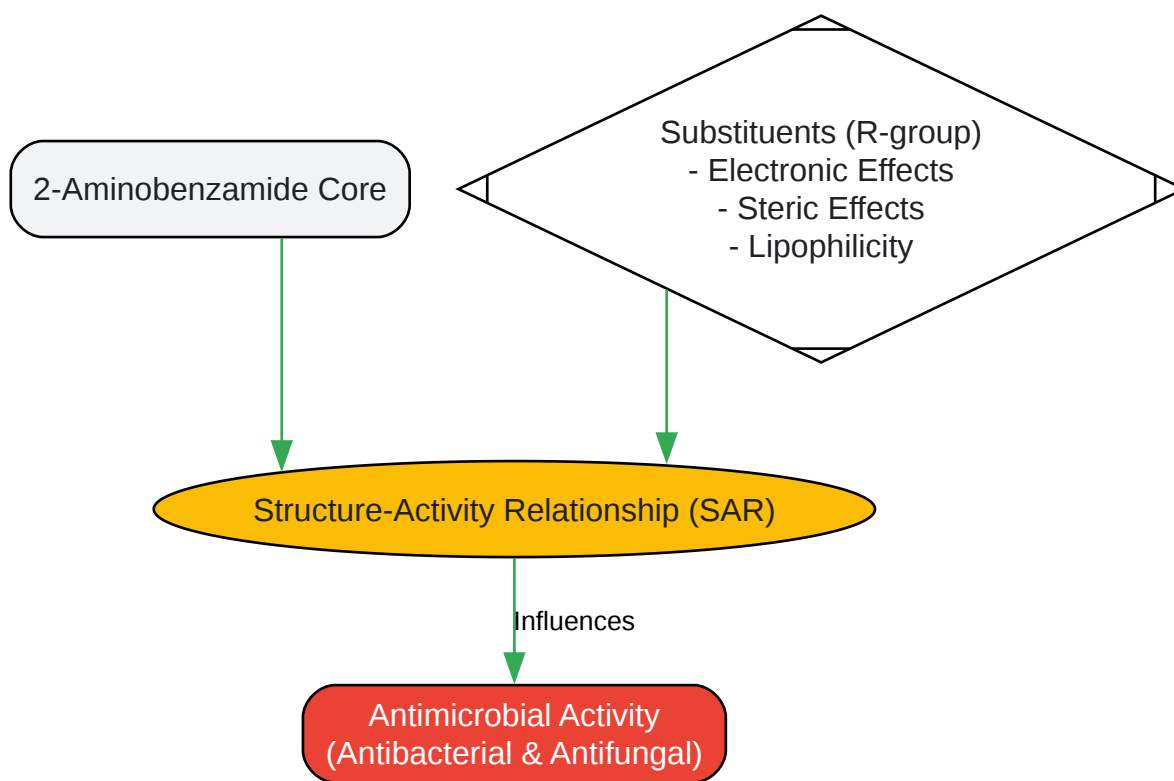 2-Aminobenzamide Core
Substituents (R-group)
- Electronic Effects
- Steric Effects
- Lipophilicity
Structure-Activity Relationship (SAR)
Influences
Antimicrobial Activity
(Antibacterial & Antifungal)